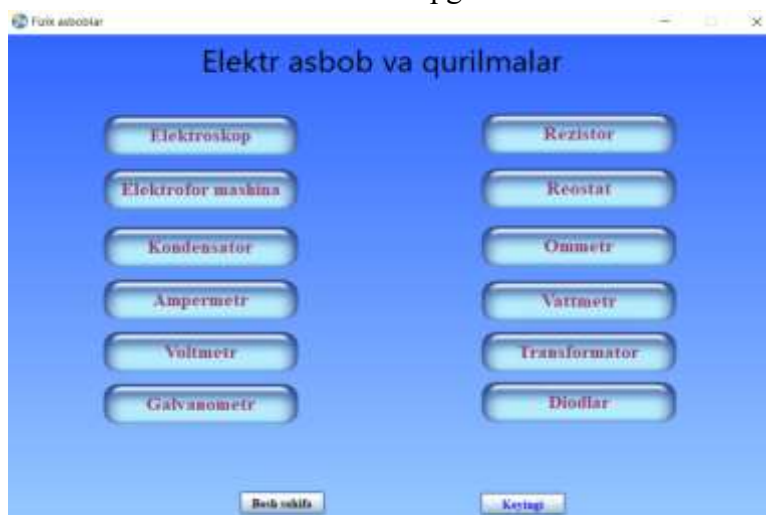 Fizik asboblar
Elektr asbob va qurilmalar
Elektroskop
Elektrofor mashina
Kondensator
Ampermetr
Voltmetr
Galvanometr
Rezistor
Reostat
Ommetr
Vattmetr
Transformator
Diodlar
Bosh sahifa
Keyingi